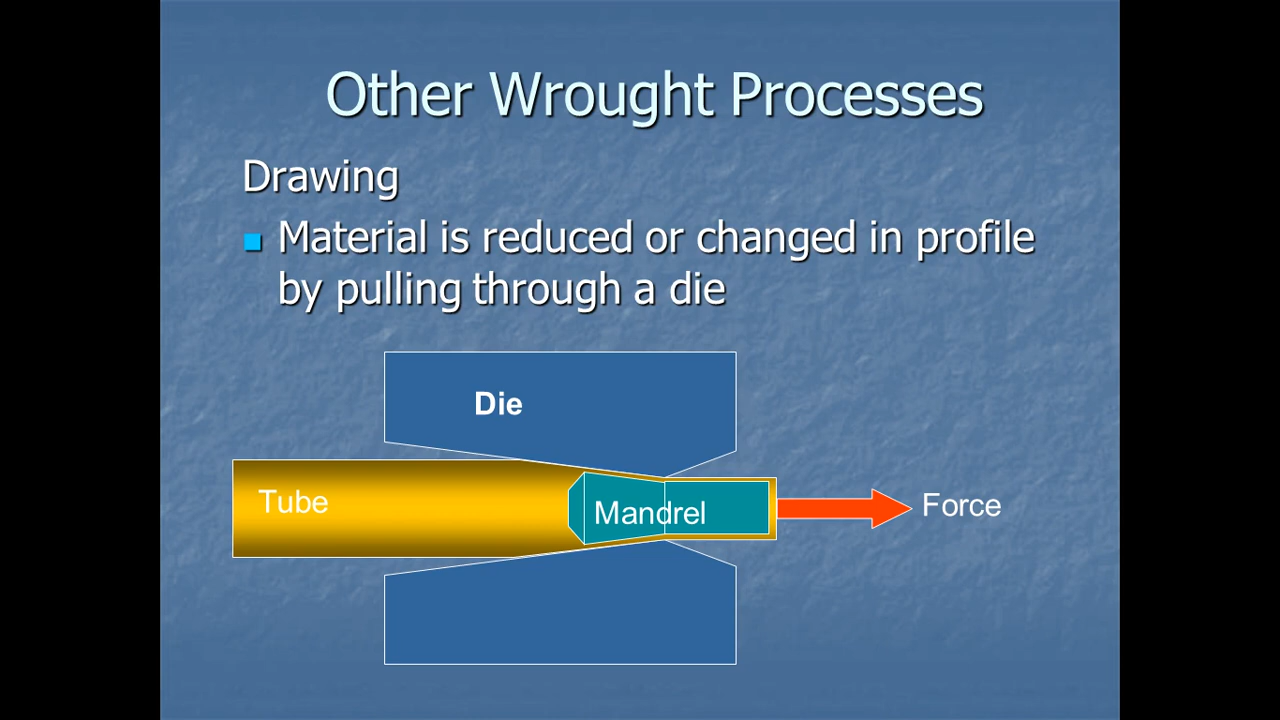 Other Wrought Processes
Drawing
Material is reduced or changed in profile
by pulling through a die
Die
Tube
Mandrel
Force